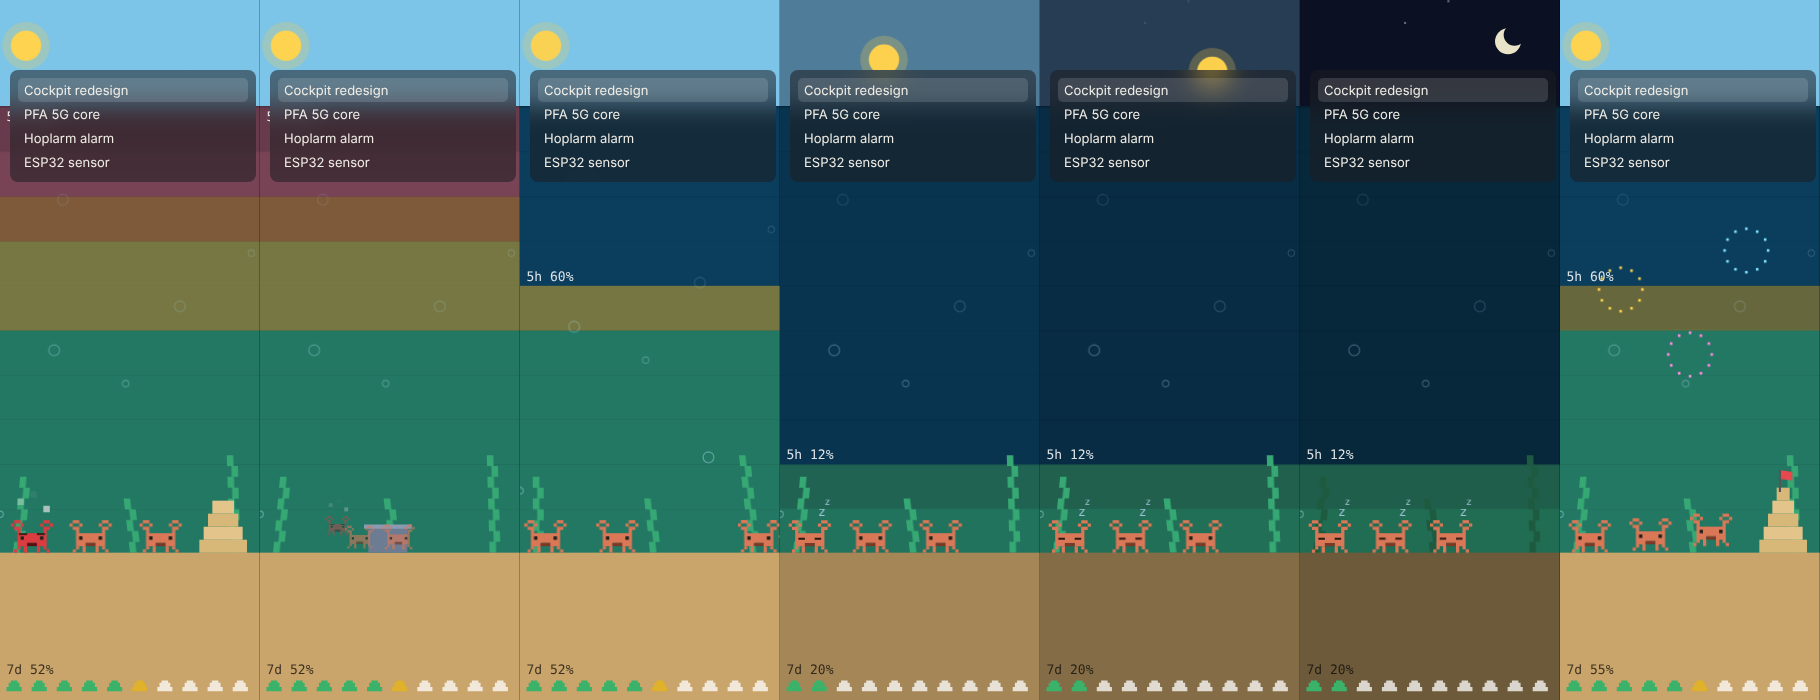 Cockpit redesign
PFA 5G core
Hoplarm alarm
ESP32 sensor
7d 52%
Cockpit redesign
PFA 5G core
Hoplarm alarm
ESP32 sensor
7d 52%
Cockpit redesign
PFA 5G core
Hoplarm alarm
ESP32 sensor
5h 60%
7d 52%
Cockpit redesign
PFA 5G core
Hoplarm alarm
ESP32 sensor
5h 12%
z
z
7d 20%
Cockpit redesign
PFA 5G core
Hoplarm alarm
ESP32 sensor
5h 12%
z z
z z
7d 20%
Cockpit redesign
PFA 5G core
Hoplarm alarm
ESP32 sensor
5h 12%
z z z
z z z
7d 20%
Cockpit redesign
PFA 5G core
Hoplarm alarm
ESP32 sensor
5h 60%
7d 55%